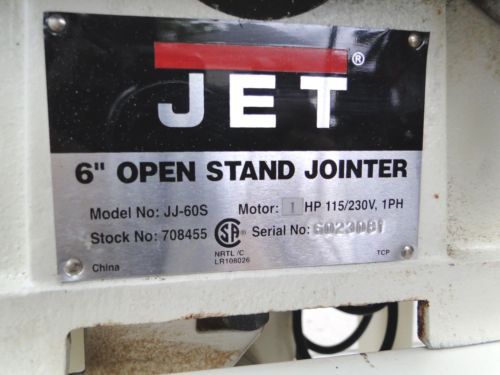 JET®
6" OPEN STAND JOINTER
Model No: JJ-60S Motor: 1 HP 115/230V, 1PH
Stock No: 708455 SA Serial No:
NRTL /C
LR108026
China TCP